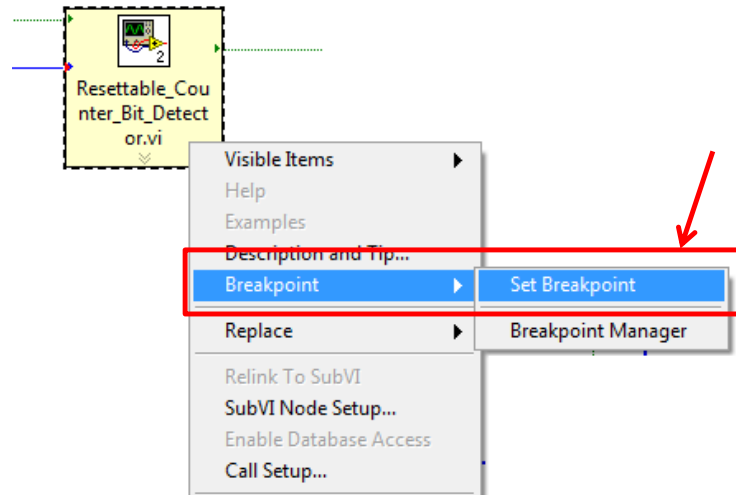 2
Resettable_Cou
nter_Bit_Detect
or.vi
Visible Items
Help
Examples
Description and Tip...
Breakpoint
Set Breakpoint
Replace
Breakpoint Manager
Relink To SubVI
SubVI Node Setup...
Enable Database Access
Call Setup...